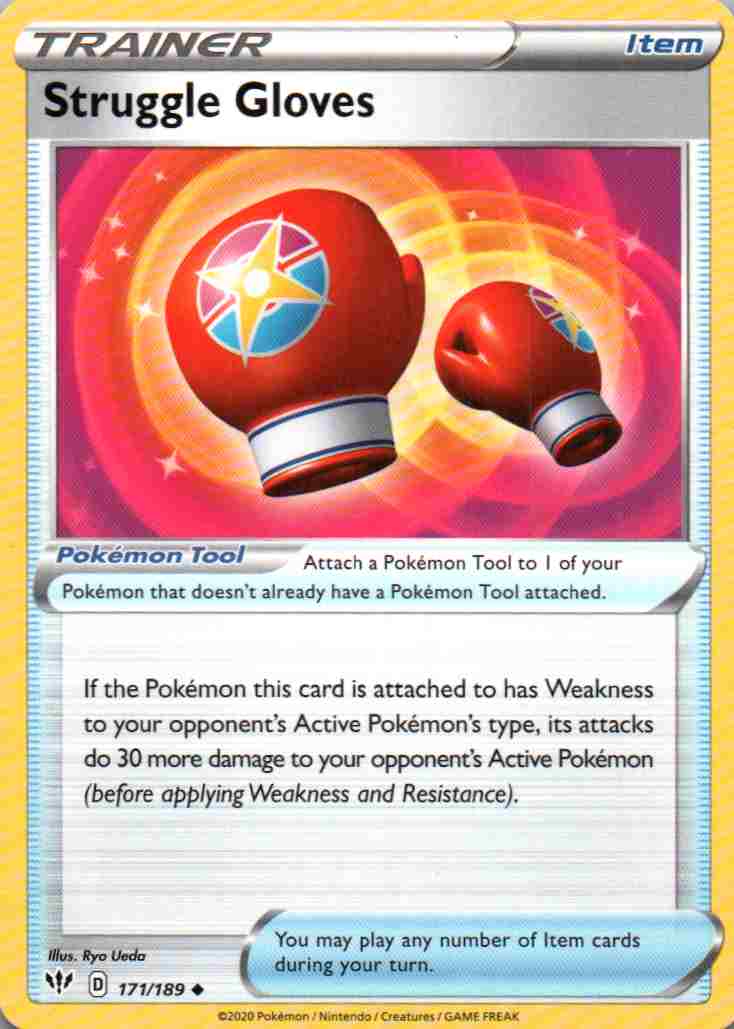 TRAINER Item
Struggle Gloves
Pokémon Tool Attach a Pokémon Tool to 1 of your
Pokémon that doesn't already have a Pokémon Tool attached.
If the Pokémon this card is attached to has Weakness
to your opponent's Active Pokémon's type, its attacks
do 30 more damage to your opponent's Active Pokémon
(before applying Weakness and Resistance).
Illus. Ryo Ueda
D 171/189
You may play any number of Item cards
during your turn.
©2020 Pokémon / Nintendo / Creatures / GAME FREAK